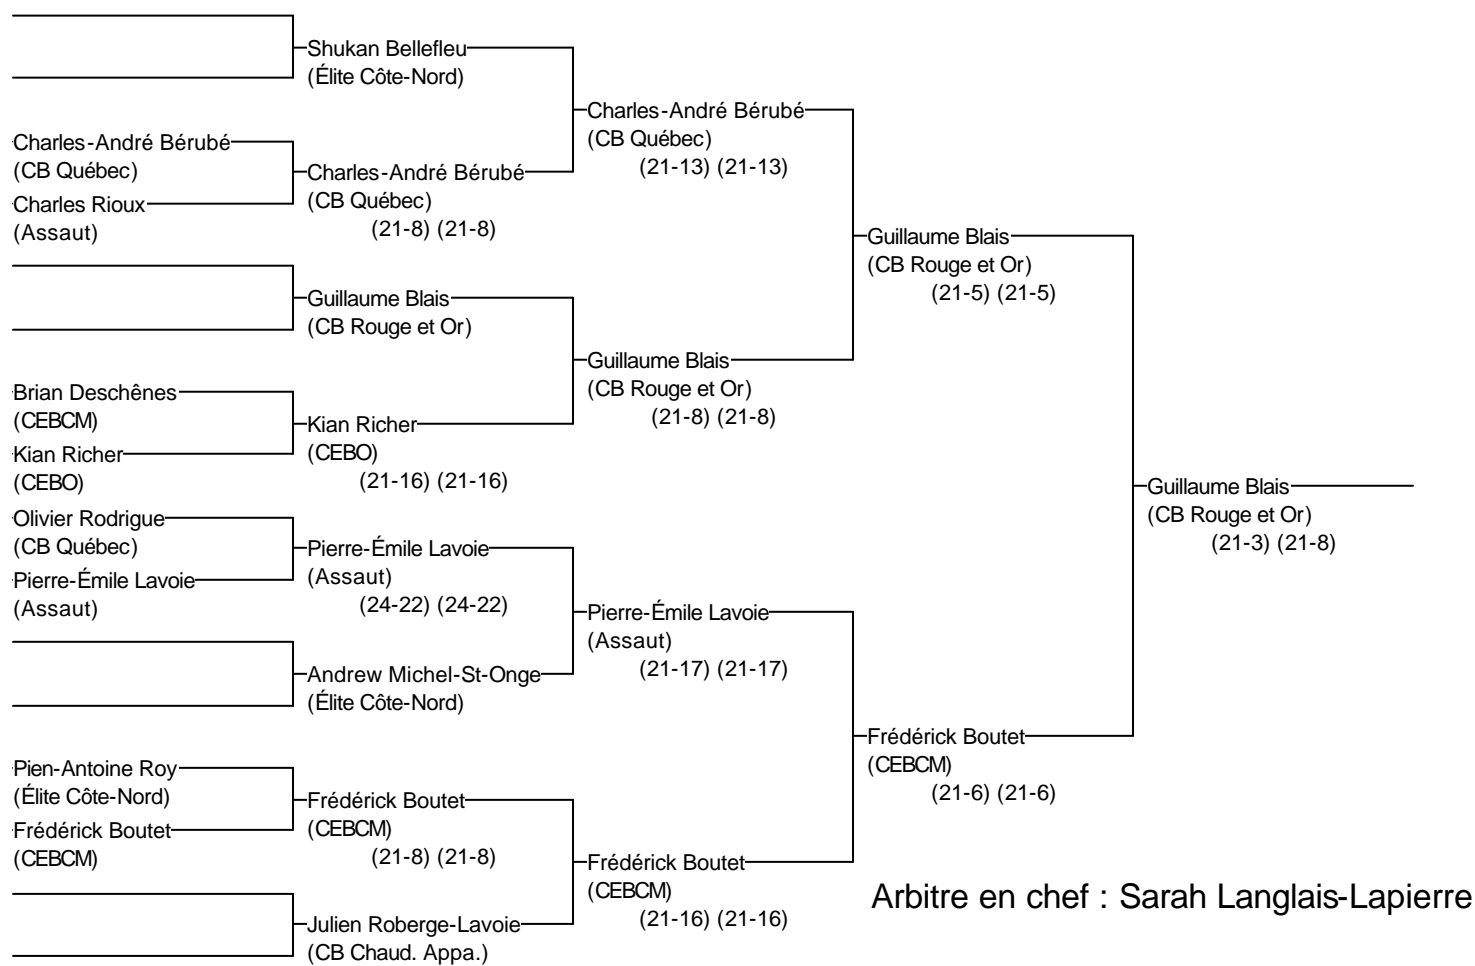 Shukan Bellefleu
(Élite Côte-Nord)
Charles-André Bérubé
(CB Québec)
(21-13) (21-13)
Charles-André Bérubé
(CB Québec)
Charles-André Bérubé
(CB Québec)
(21-8) (21-8)
Charles Rioux
(Assaut)
Guillaume Blais
(CB Rouge et Or)
(21-5) (21-5)
Guillaume Blais
(CB Rouge et Or)
Guillaume Blais
(CB Rouge et Or)
(21-8) (21-8)
Brian Deschênes
(CEBCM)
Kian Richer
(CEBO)
(21-16) (21-16)
Kian Richer
(CEBO)
Guillaume Blais
(CB Rouge et Or)
(21-3) (21-8)
Olivier Rodrigue
(CB Québec)
Pierre-Émile Lavoie
(Assaut)
(24-22) (24-22)
Pierre-Émile Lavoie
(Assaut)
Pierre-Émile Lavoie
(Assaut)
(21-17) (21-17)
Andrew Michel-St-Onge
(Élite Côte-Nord)
Frédérick Boutet
(CEBCM)
(21-6) (21-6)
Pien-Antoine Roy
(Élite Côte-Nord)
Frédérick Boutet
(CEBCM)
(21-8) (21-8)
Frédérick Boutet
(CEBCM)
Frédérick Boutet
(CEBCM)
(21-16) (21-16)
Arbitre en chef : Sarah Langlais-Lapierre
Julien Roberge-Lavoie
(CB Chaud. Appa.)